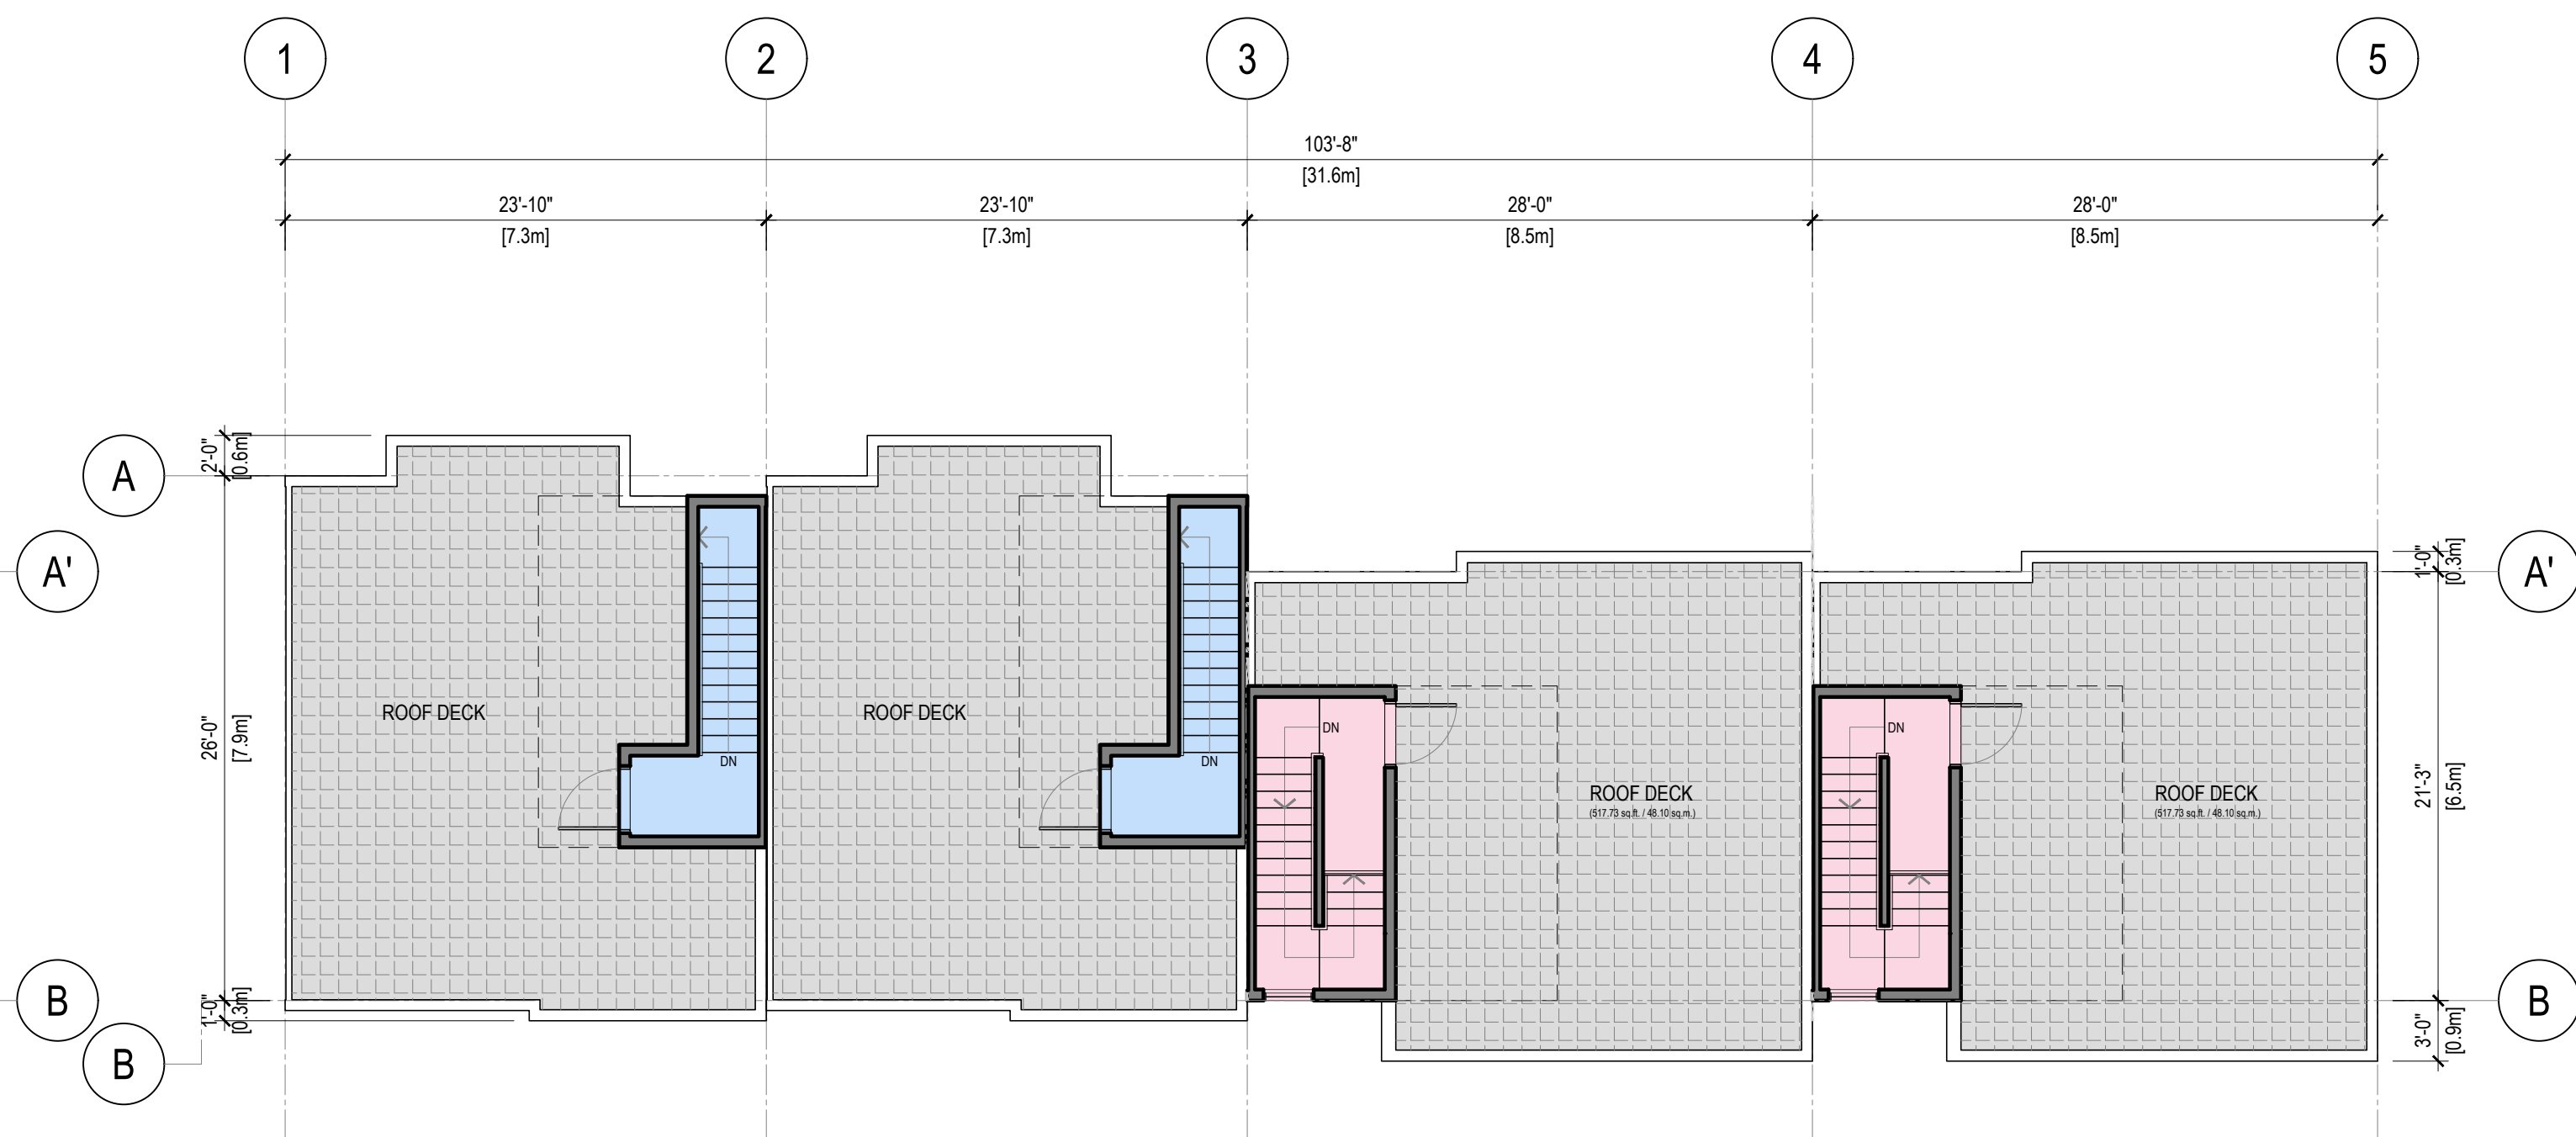 1
2
3
4
5
103'-8"
[31.6m]
23'-10"
23'-10"
28'-0"
28'-0"
[7.3m]
[7.3m]
[8.5m]
[8.5m]
A
2'-0"
[0.6m]
A'
1'-0"
[0.3m]
A'
26'-0"
[7.9m]
ROOF DECK
DN
ROOF DECK
DN
DN
ROOF DECK
(517.73 sq.ft. / 48.10 sq.m.)
DN
ROOF DECK
(517.73 sq.ft. / 48.10 sq.m.)
21'-3"
[6.5m]
B
1'-0"
[0.3m]
B
B
3'-0"
[0.9m]